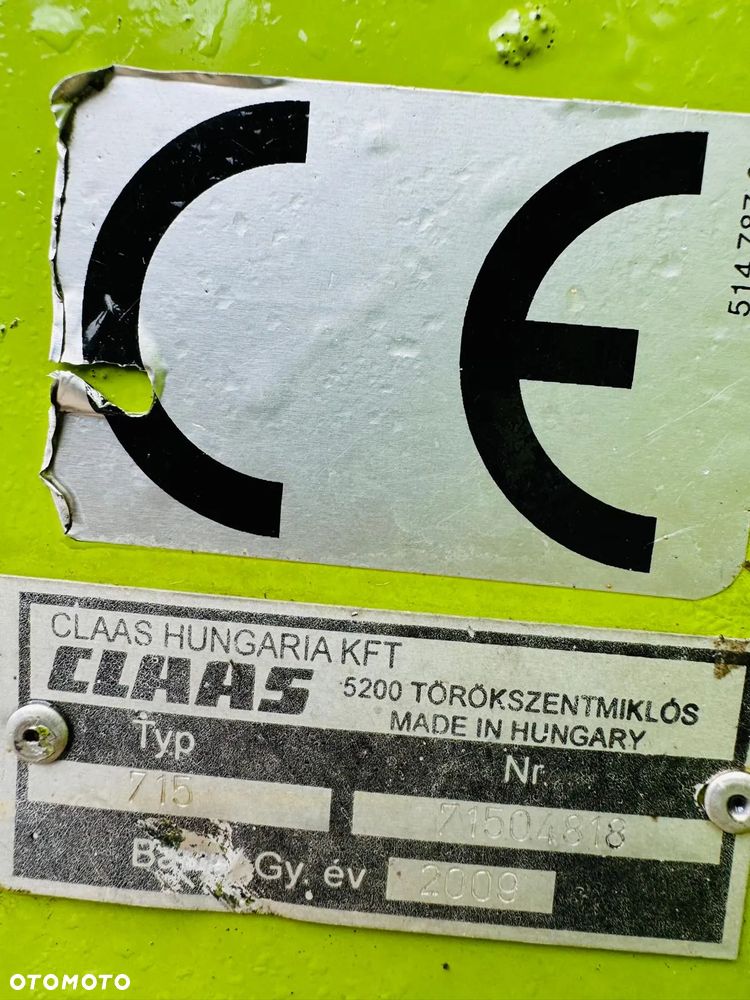 CE
514 787
CLAAS HUNGARIA KFT
CLAAS 5200 TÖRÖKSZENTMIKLÓS
MADE IN HUNGARY
Typ Nr.
715 71504818
Gy. év 2009
OTOMOTO